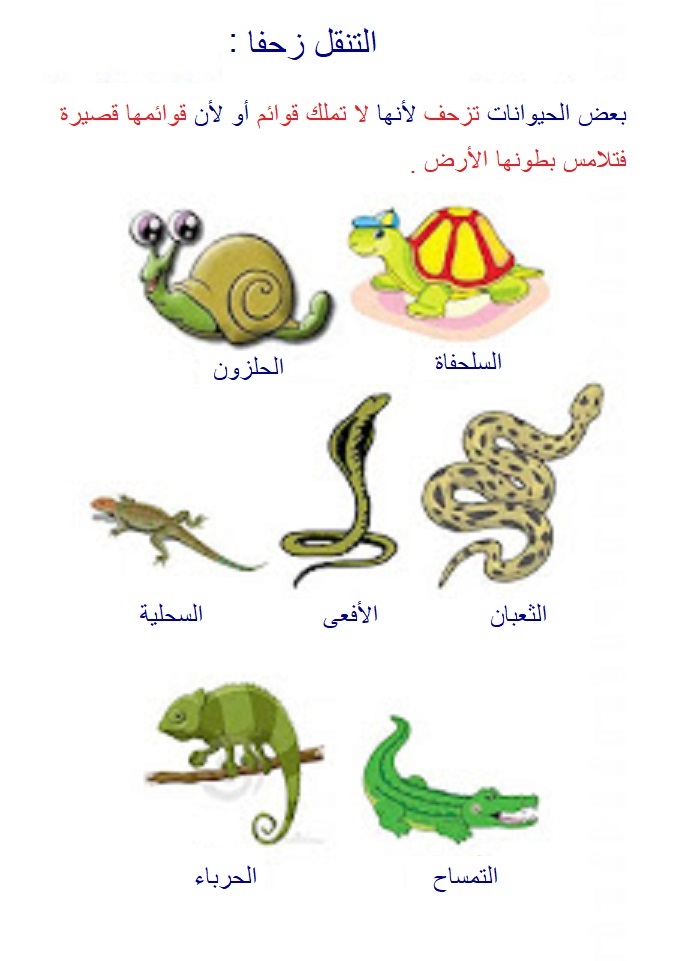 التنقل زحفا :
بعض الحيوانات تزحف لأنها لا تملك قوائم أو لأن قوائمها قصيرة
فتلامس بطونها الأرض .
السلحفاة
الحلزون
الثعبان
الأفعى
السحلية
التمساح
الحرباء